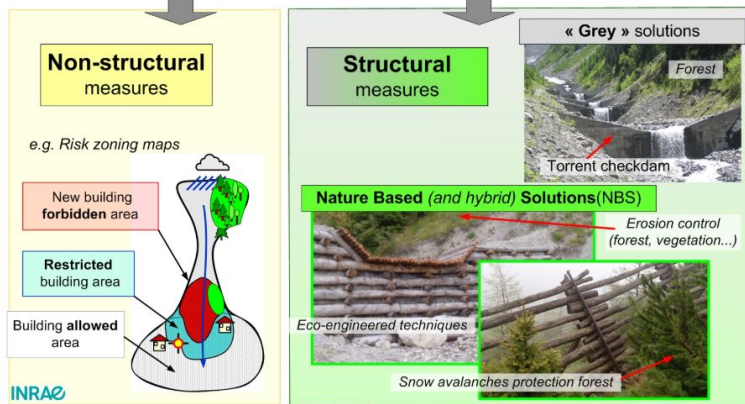 Non-structural
measures
e.g. Risk zoning maps
New building
forbidden area
Restricted
building area
Building allowed
area
INRAE
Structural
measures
« Grey » solutions
Forest
Torrent checkdam
Nature Based (and hybrid) Solutions(NBS)
Erosion control
(forest, vegetation...)
Eco-engineered techniques
Snow avalanches protection forest